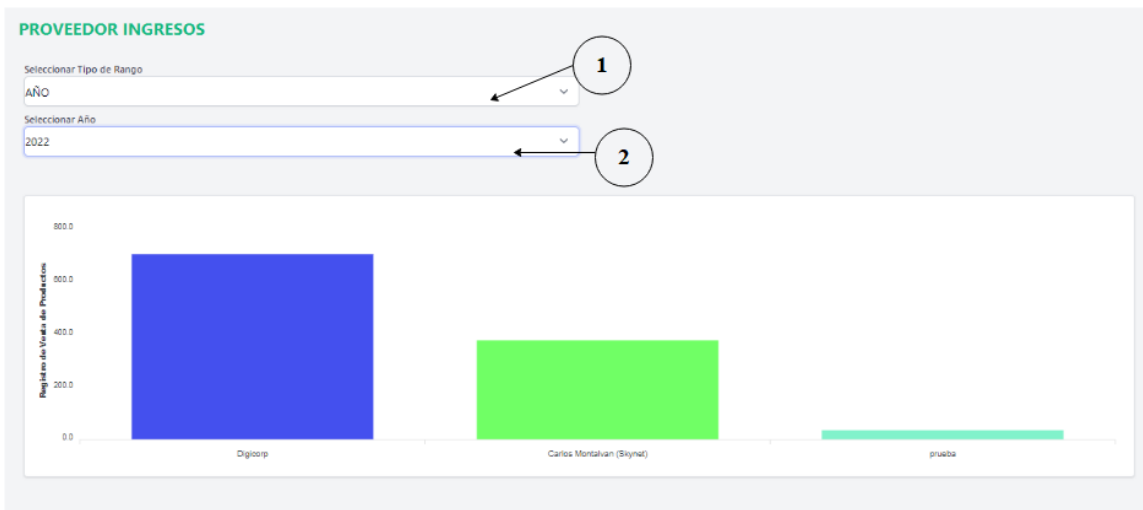 PROVEEDOR INGRESOS
Seleccionar Tipo de Rango
1
AÑO
Seleccionar Año
2022
2
800.0
600.0
400.0
200.0
0.0
Registro de Venta de Productos
Digicorp
Carlos Montalvan (Skynet)
prueba